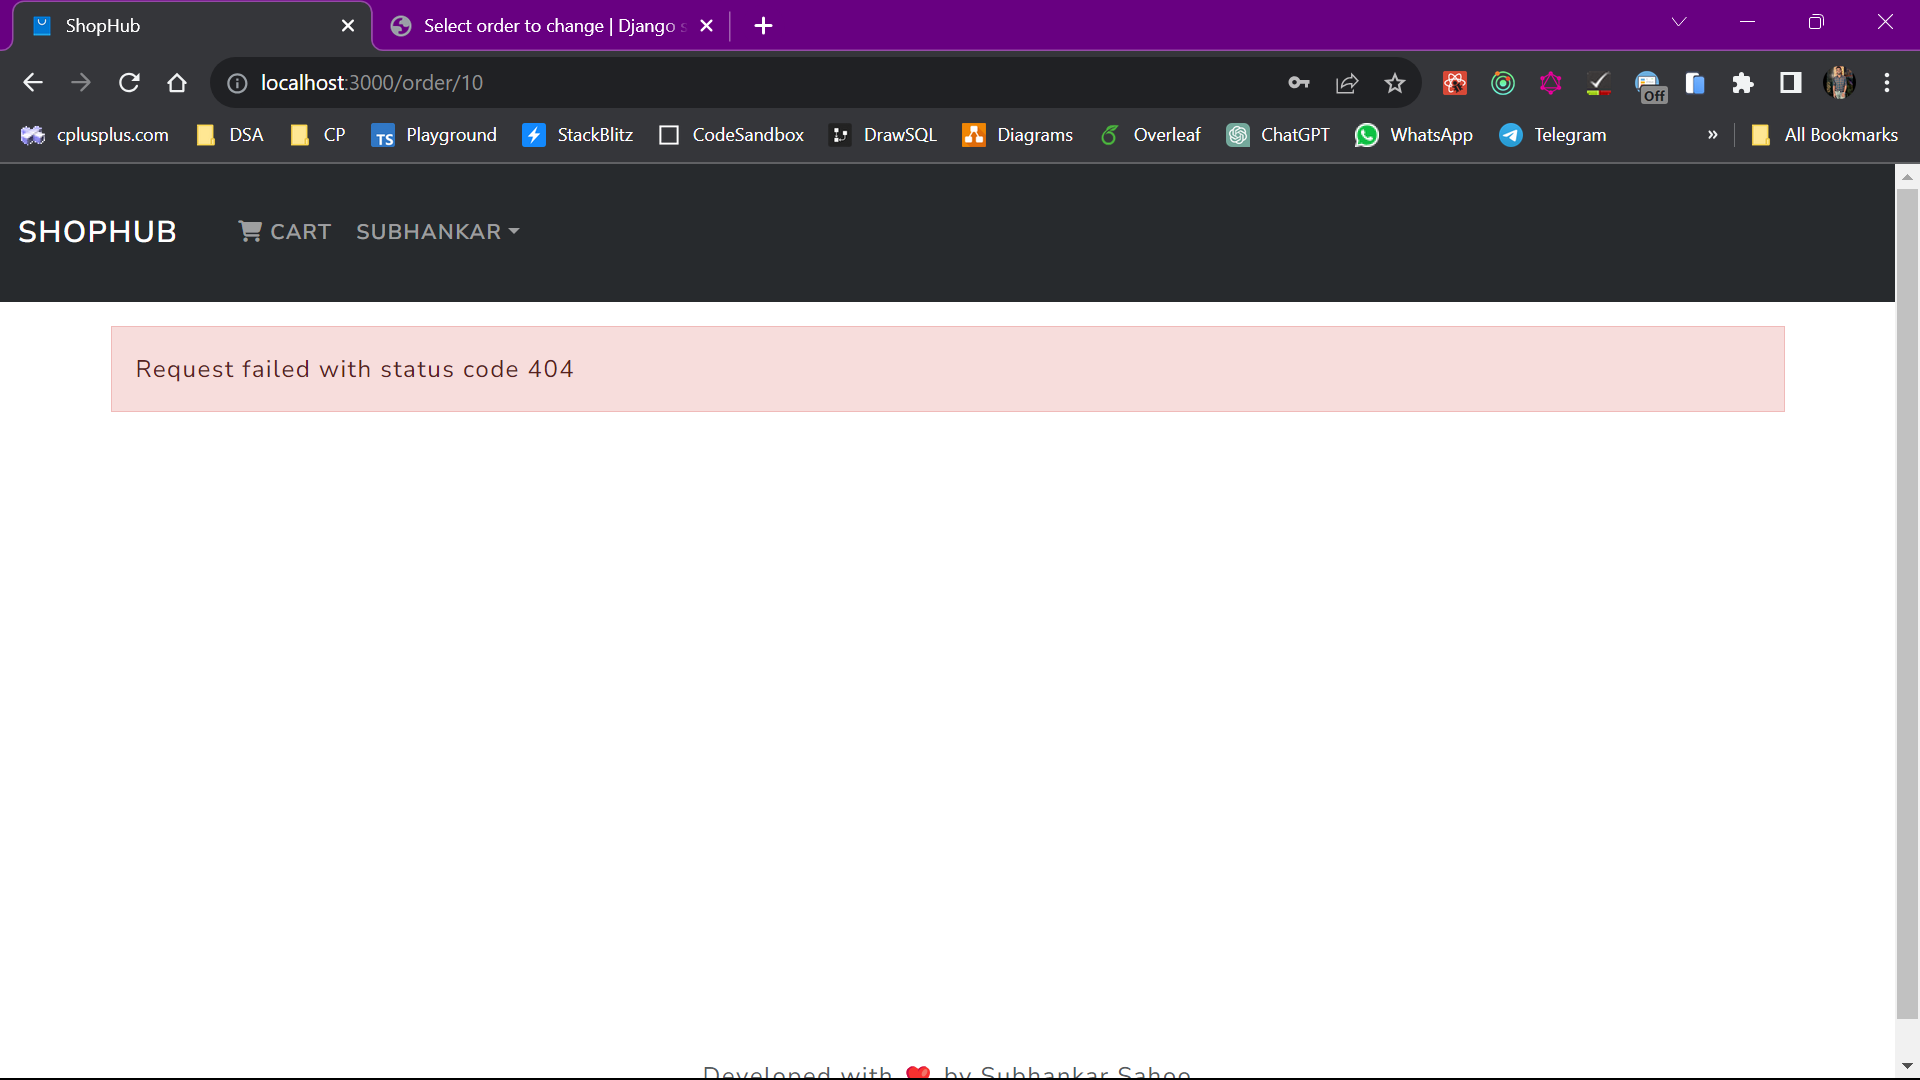 ShopHub
Select order to change | Django s
localhost:3000/order/10
Off
cplusplus.com DSA CP TS Playground StackBlitz CodeSandbox DrawSQL Diagrams Overleaf ChatGPT WhatsApp Telegram » All Bookmarks
SHOPHUB CART SUBHANKAR
Request failed with status code 404
Developed with ❤️ by Subhankar Sahoo